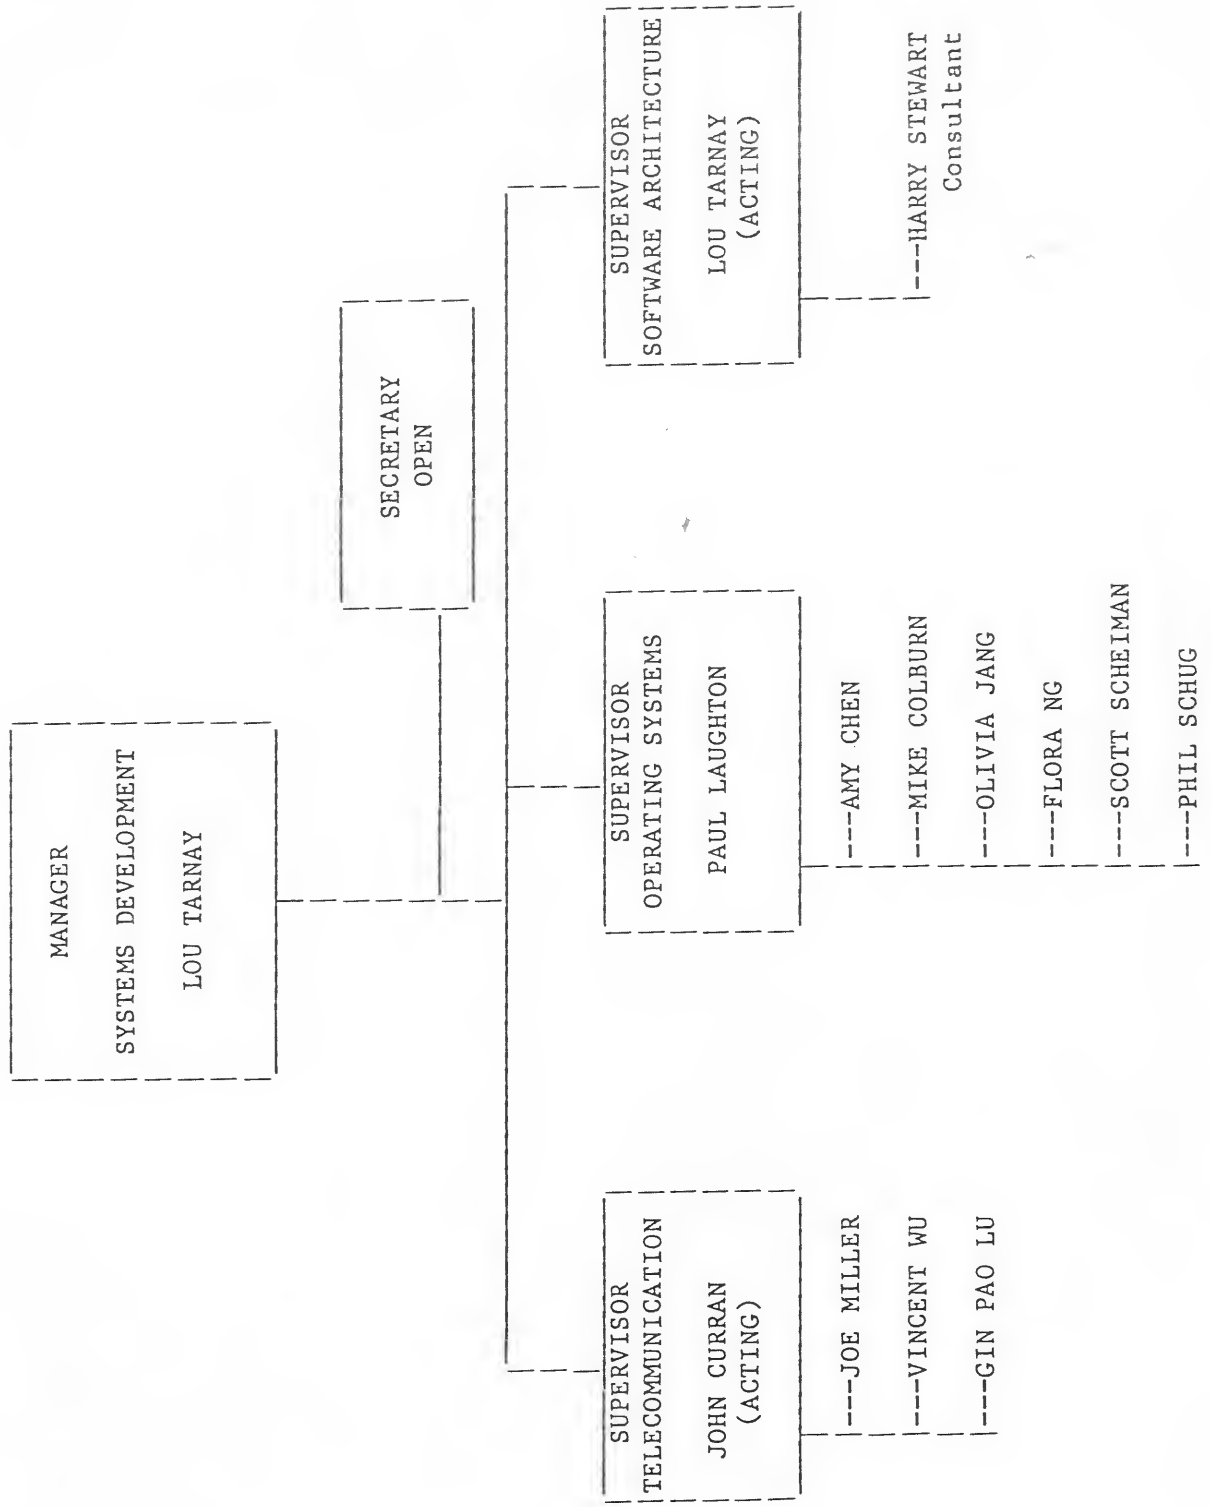 MANAGER
SYSTEMS DEVELOPMENT
LOU TARNAY
SECRETARY
OPEN
SUPERVISOR
TELECOMMUNICATION
JOHN CURRAN
(ACTING)
----JOE MILLER
----VINCENT WU
----GIN PAO LU
SUPERVISOR
OPERATING SYSTEMS
PAUL LAUGHTON
----AMY CHEN
----MIKE COLBURN
----OLIVIA JANG
----FLORA NG
----SCOTT SCHEIMAN
----PHIL SCHUG
SUPERVISOR
SOFTWARE ARCHITECTURE
LOU TARNAY
(ACTING)
---HARRY STEWART
Consultant